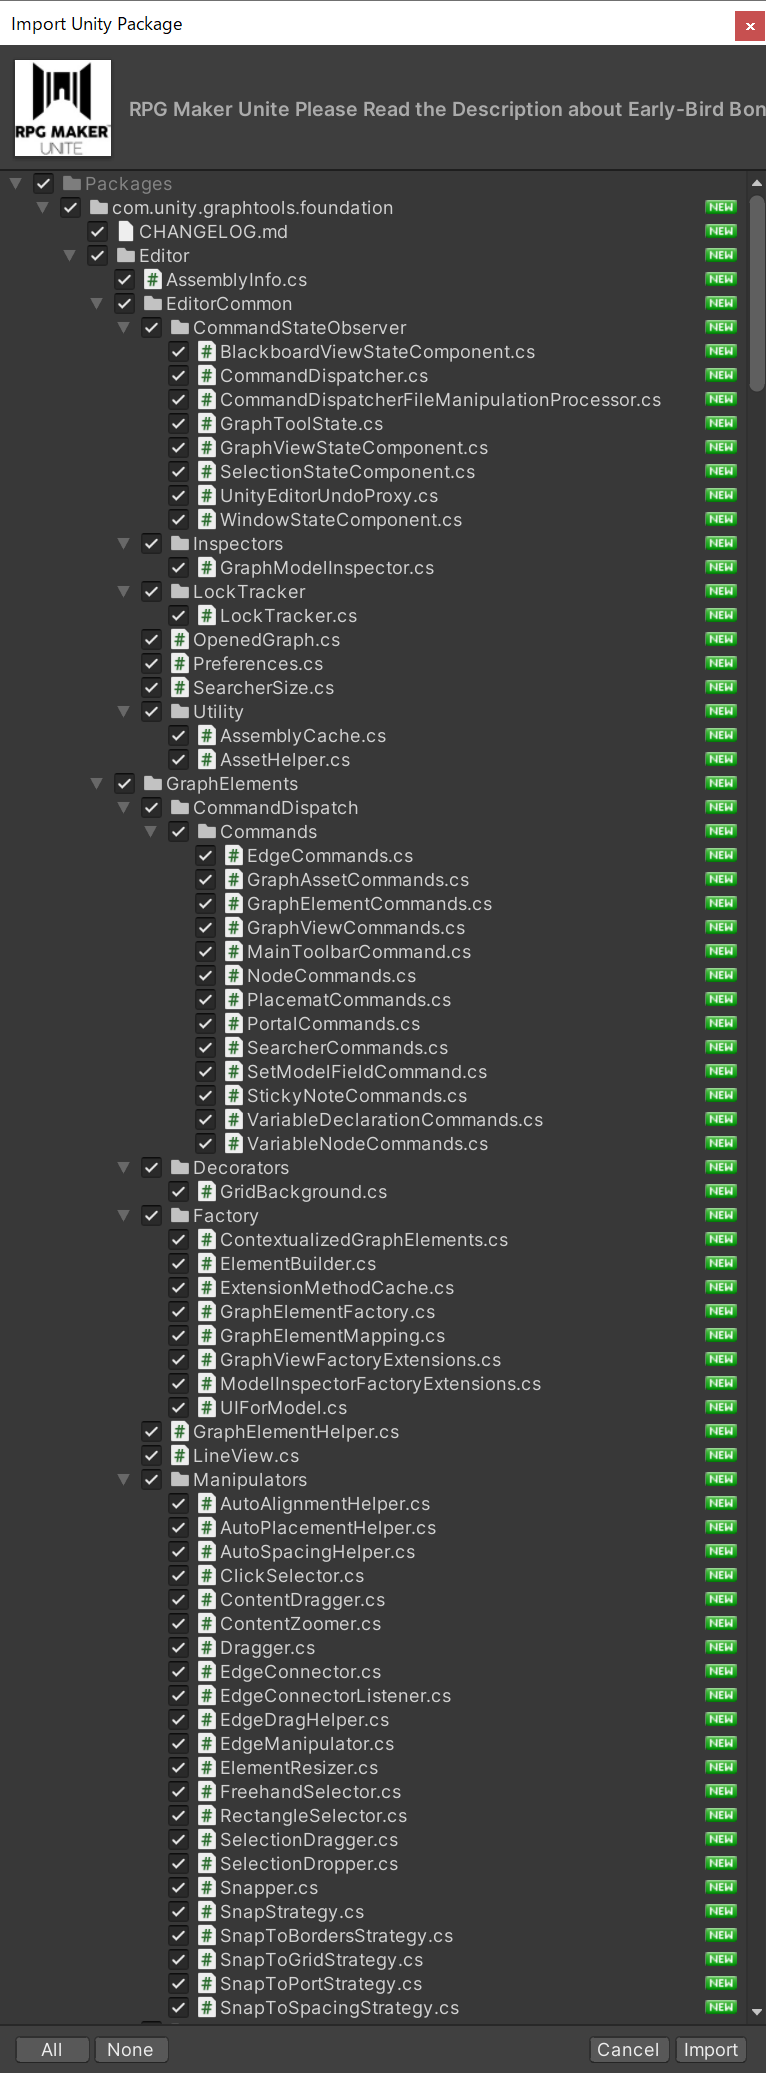 Import Unity Package
x
RPG MAKER
UNITE
RPG Maker Unite Please Read the Description about Early-Bird Bon
Packages
com.unity.graphtools.foundation NEW
CHANGELOG.md NEW
Editor NEW
AssemblyInfo.cs NEW
EditorCommon NEW
CommandStateObserver NEW
BlackboardViewStateComponent.cs NEW
CommandDispatcher.cs NEW
CommandDispatcherFileManipulationProcessor.cs NEW
GraphToolState.cs NEW
GraphViewStateComponent.cs NEW
SelectionStateComponent.cs NEW
UnityEditorUndoProxy.cs NEW
WindowStateComponent.cs NEW
Inspectors NEW
GraphModelInspector.cs NEW
LockTracker NEW
LockTracker.cs NEW
OpenedGraph.cs NEW
Preferences.cs NEW
SearcherSize.cs NEW
Utility NEW
AssemblyCache.cs NEW
AssetHelper.cs NEW
GraphElements NEW
CommandDispatch NEW
Commands NEW
EdgeCommands.cs NEW
GraphAssetCommands.cs NEW
GraphElementCommands.cs NEW
GraphViewCommands.cs NEW
MainToolbarCommand.cs NEW
NodeCommands.cs NEW
PlacematCommands.cs NEW
PortalCommands.cs NEW
SearcherCommands.cs NEW
SetModelFieldCommand.cs NEW
StickyNoteCommands.cs NEW
VariableDeclarationCommands.cs NEW
VariableNodeCommands.cs NEW
Decorators NEW
GridBackground.cs NEW
Factory NEW
ContextualizedGraphElements.cs NEW
ElementBuilder.cs NEW
ExtensionMethodCache.cs NEW
GraphElementFactory.cs NEW
GraphElementMapping.cs NEW
GraphViewFactoryExtensions.cs NEW
ModelInspectorFactoryExtensions.cs NEW
UIForModel.cs NEW
GraphElementHelper.cs NEW
LineView.cs NEW
Manipulators NEW
AutoAlignmentHelper.cs NEW
AutoPlacementHelper.cs NEW
AutoSpacingHelper.cs NEW
ClickSelector.cs NEW
ContentDragger.cs NEW
ContentZoomer.cs NEW
Dragger.cs NEW
EdgeConnector.cs NEW
EdgeConnectorListener.cs NEW
EdgeDragHelper.cs NEW
EdgeManipulator.cs NEW
ElementResizer.cs NEW
FreehandSelector.cs NEW
RectangleSelector.cs NEW
SelectionDragger.cs NEW
SelectionDropper.cs NEW
Snapper.cs NEW
SnapStrategy.cs NEW
SnapToBordersStrategy.cs NEW
SnapToGridStrategy.cs NEW
SnapToPortStrategy.cs NEW
SnapToSpacingStrategy.cs NEW
All None Cancel Import